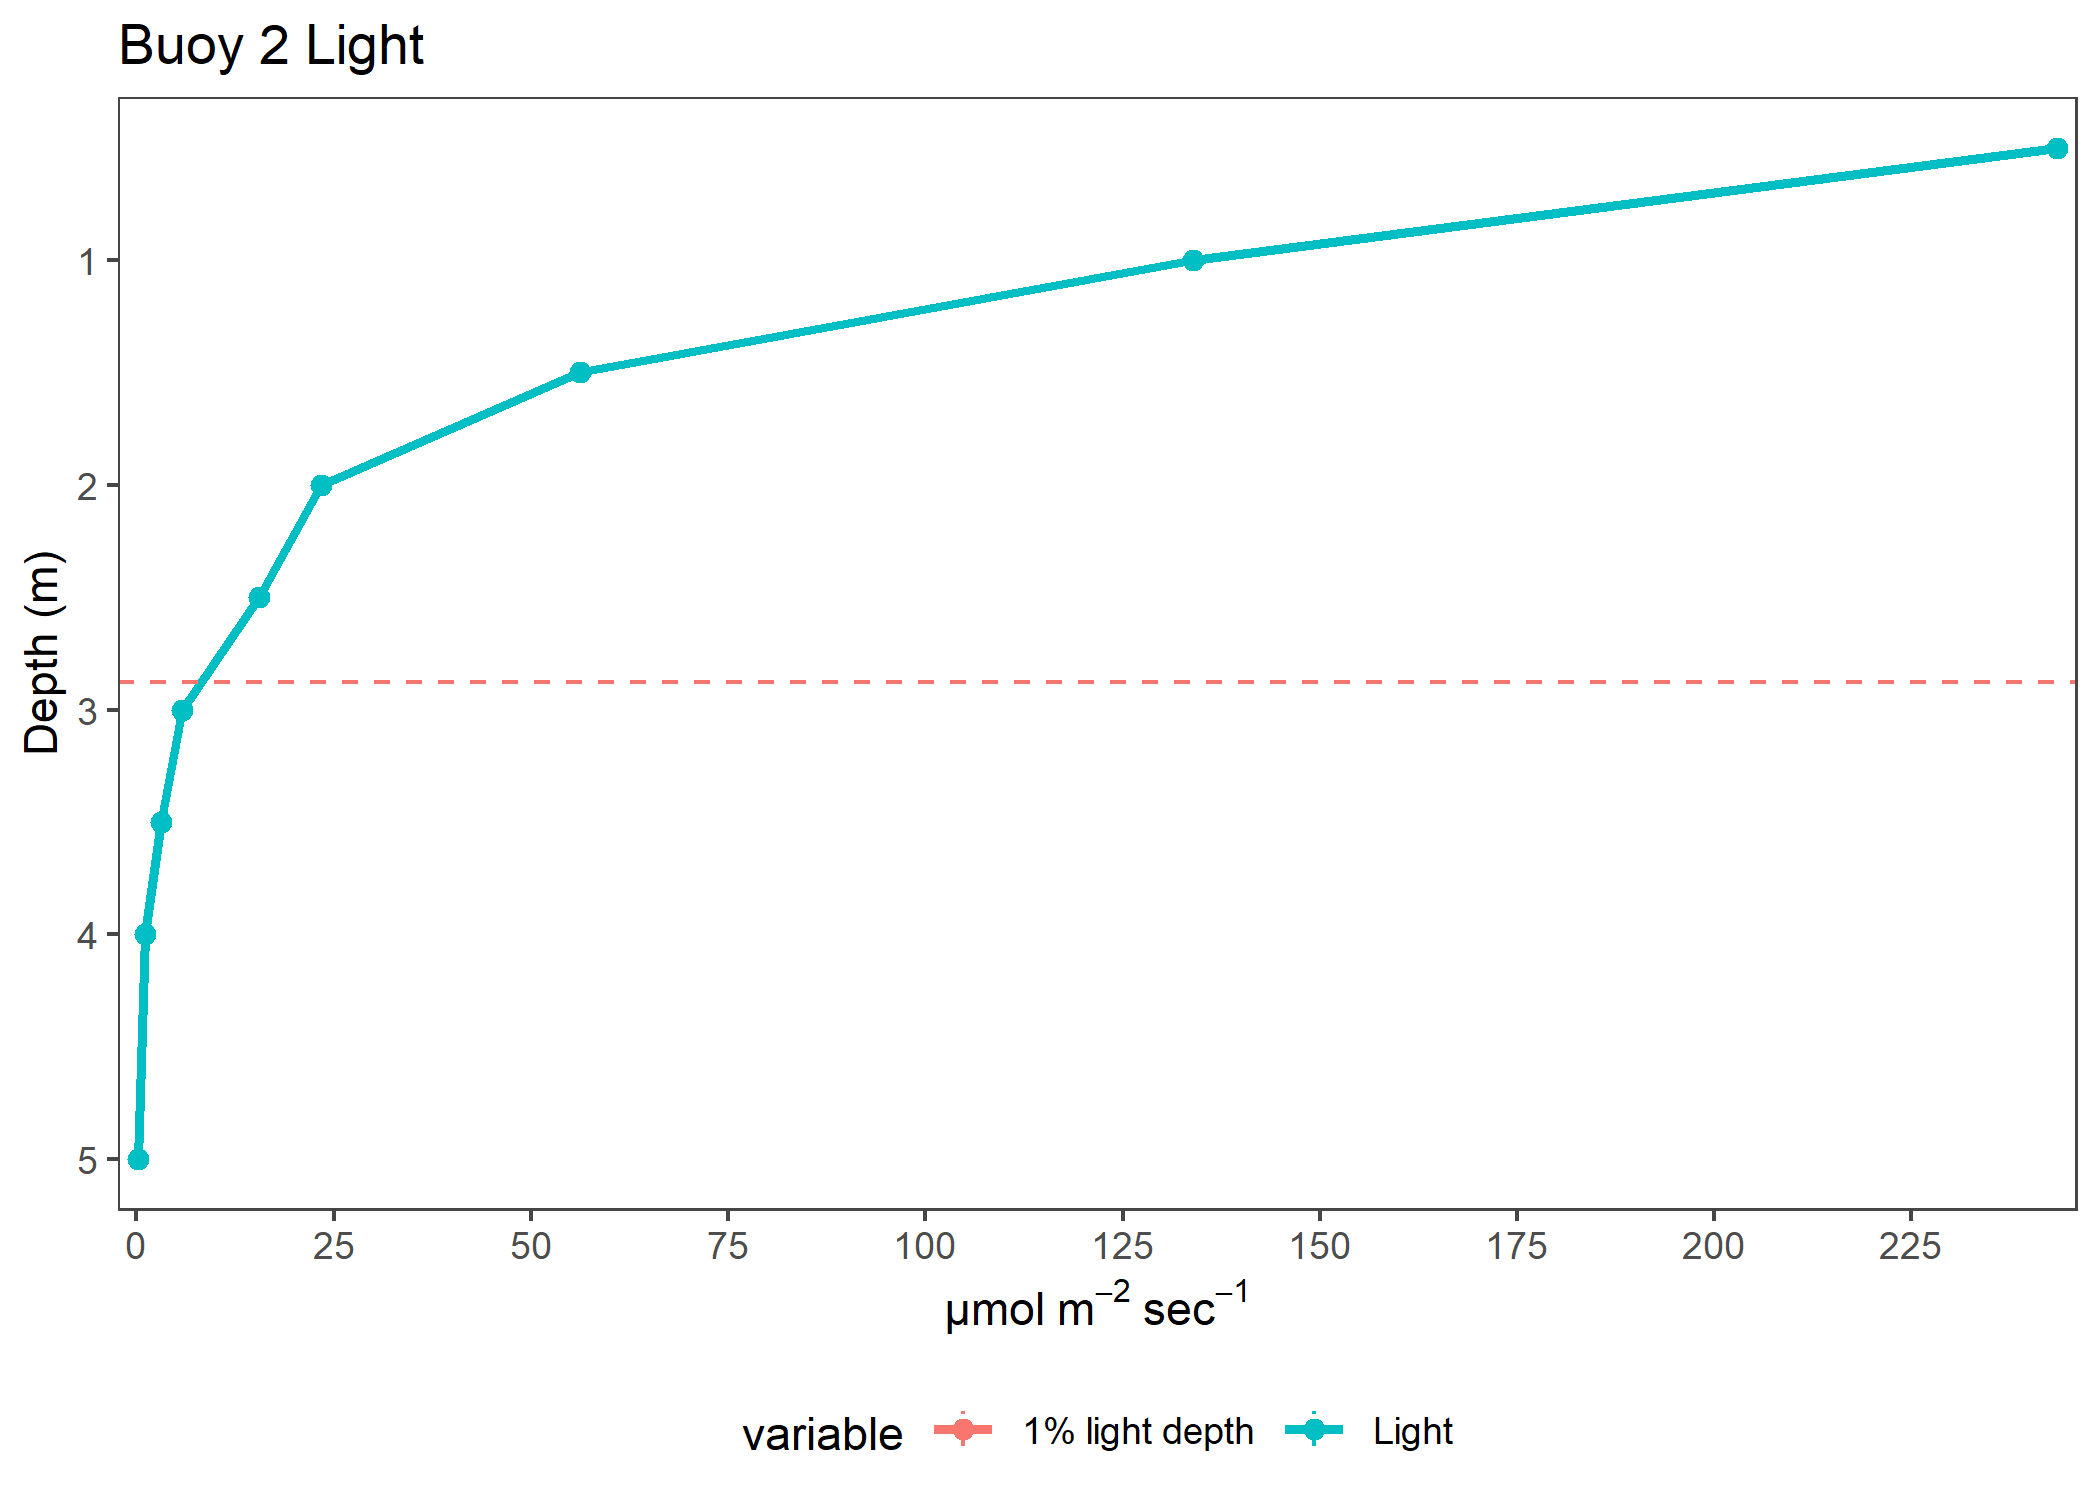 Buoy 2 Light
Depth (m)
1
2
3
4
5
0 25 50 75 100 125 150 175 200 225
µmol m⁻² sec⁻¹
variable 1% light depth Light